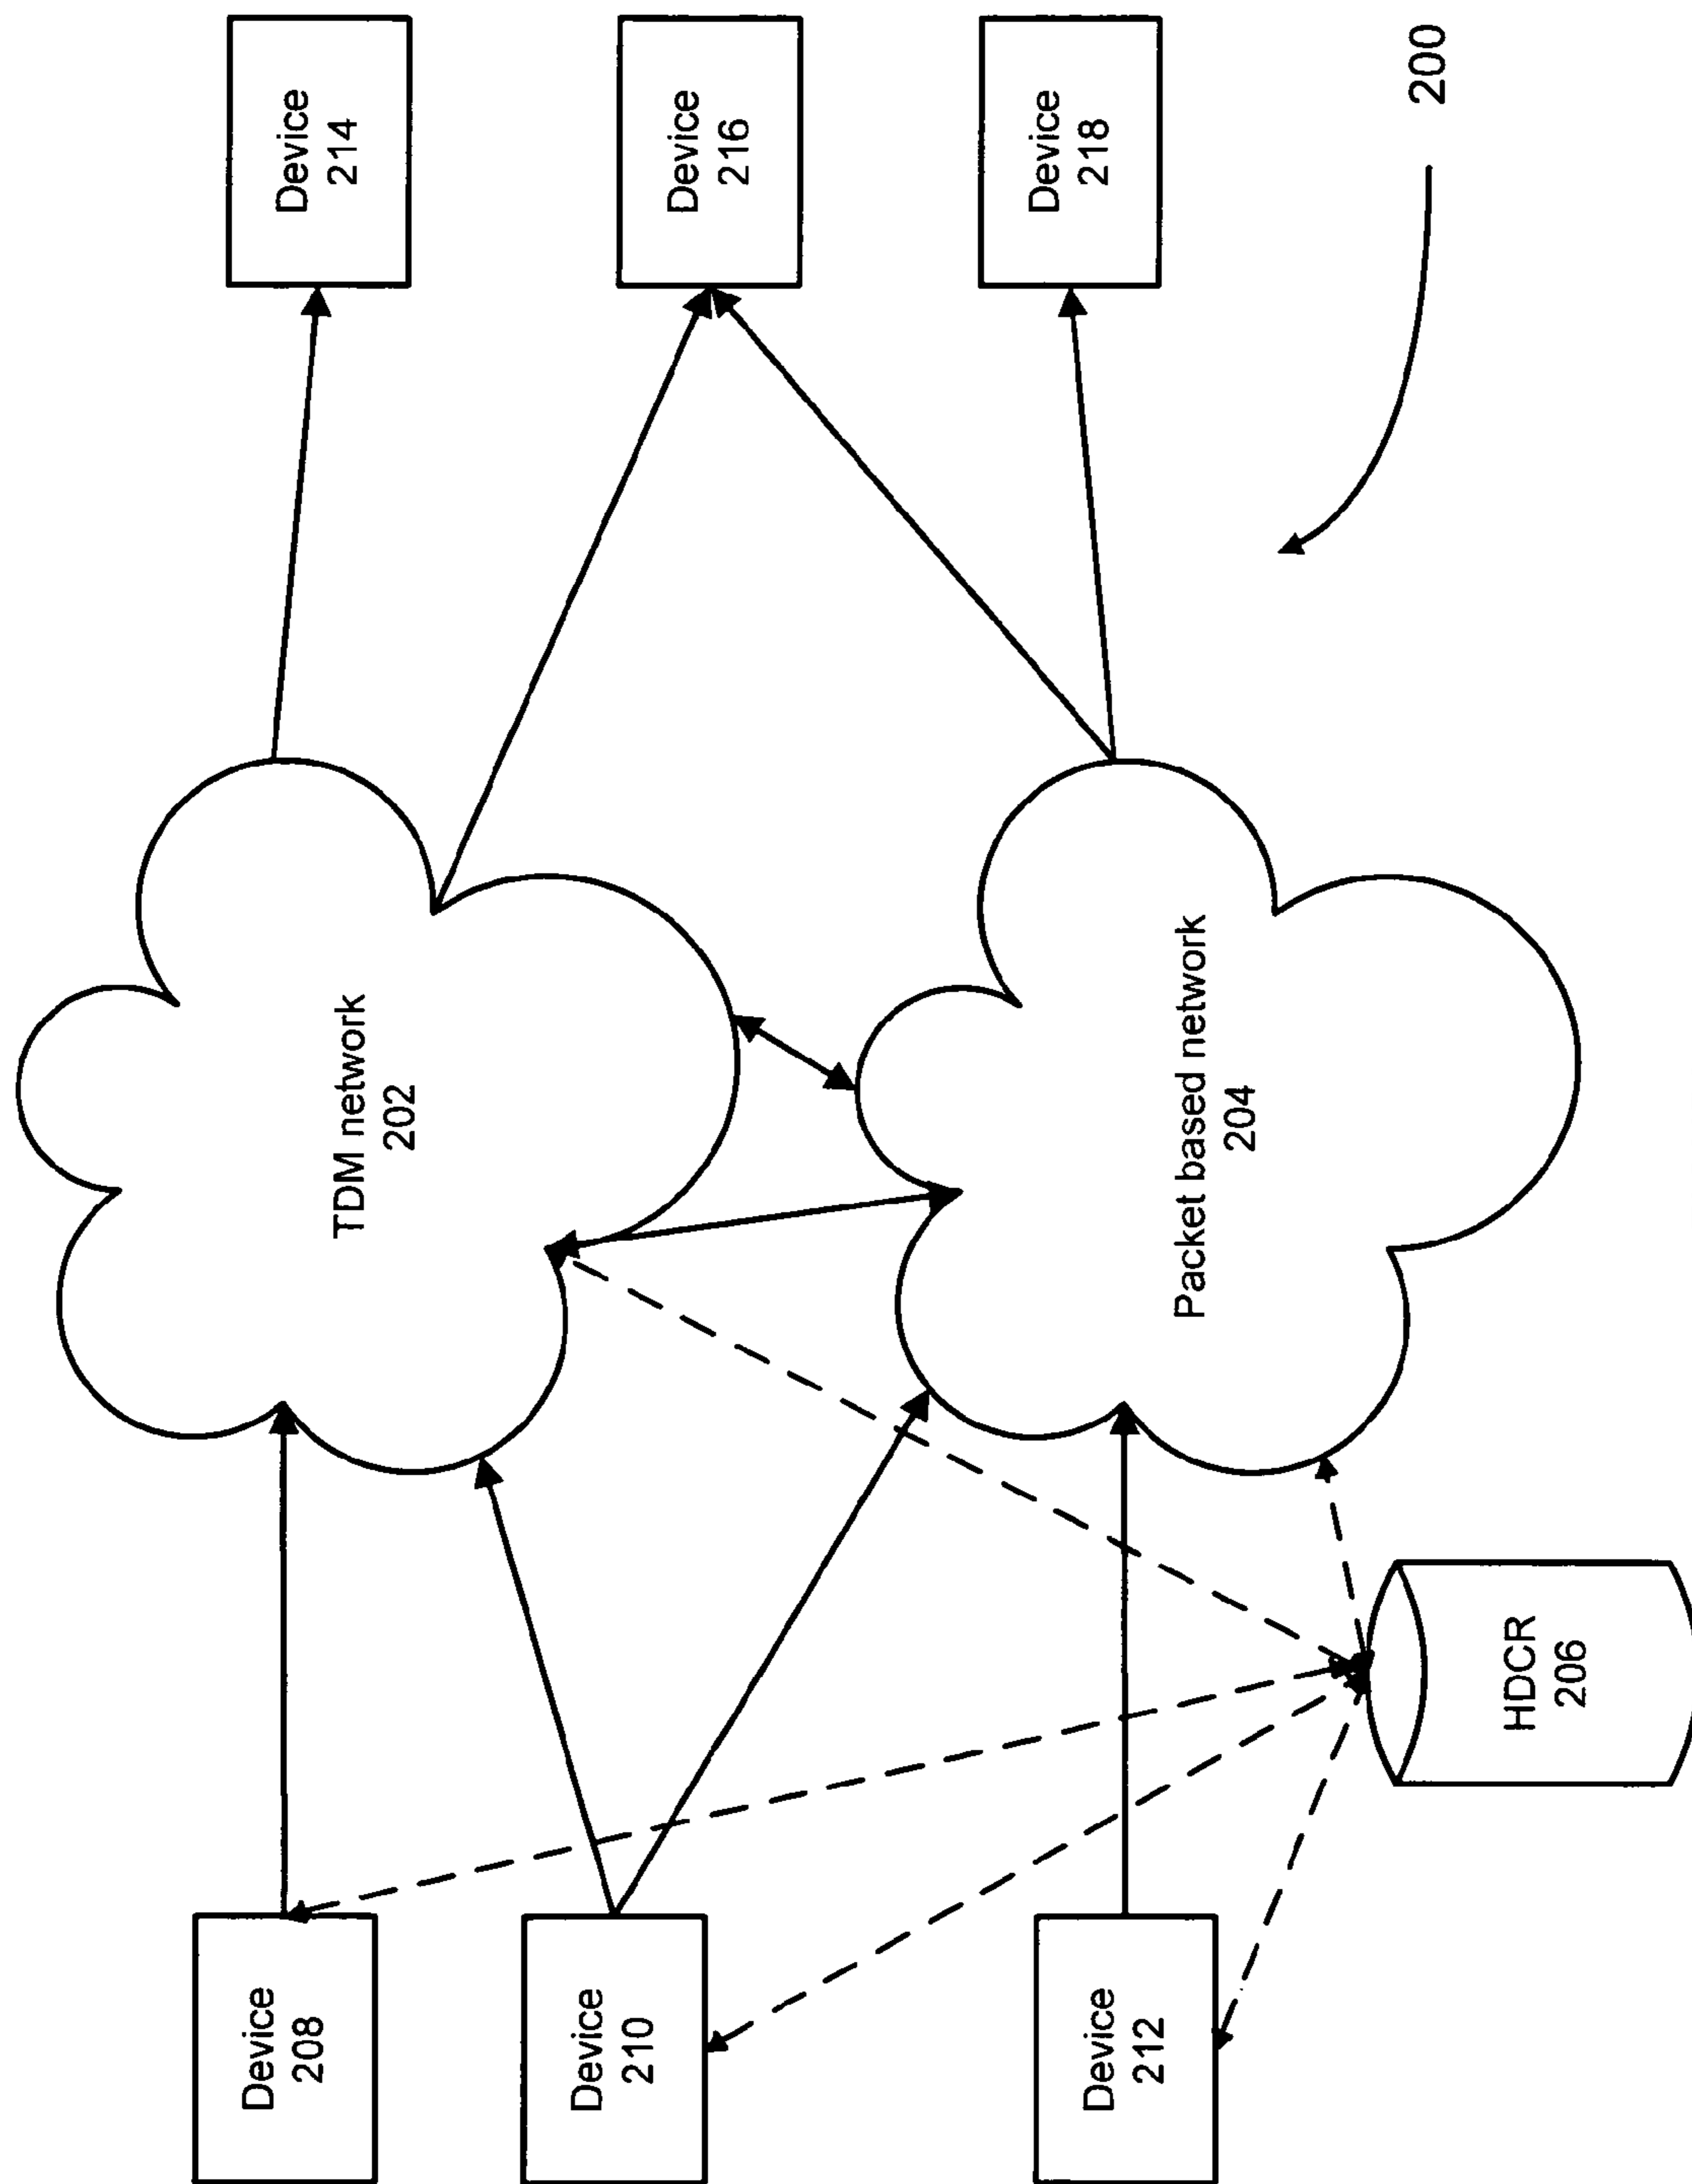 Device
208
Device
210
Device
212
TDM network
202
Packet based network
204
HDCR
206
Device
214
Device
216
Device
218
200